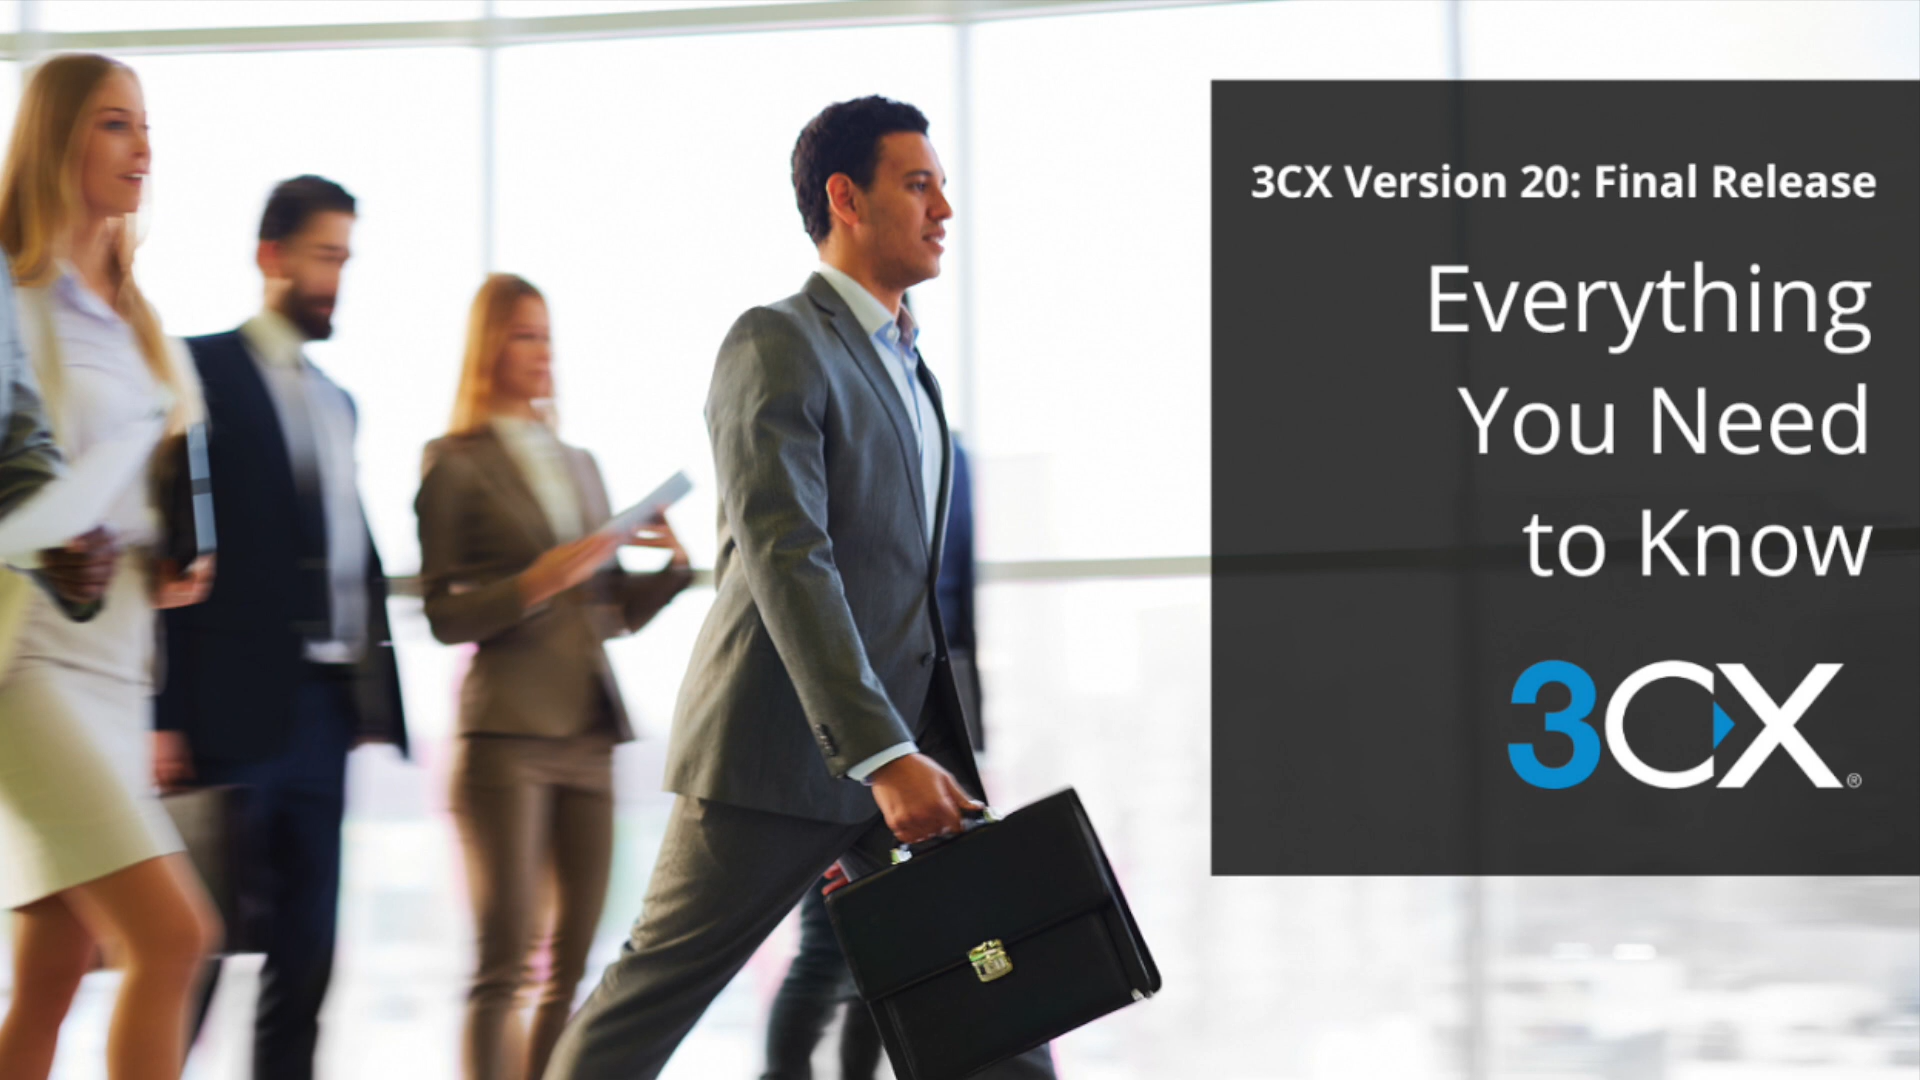 3CX Version 20: Final Release
Everything
You Need
to Know
3CX®